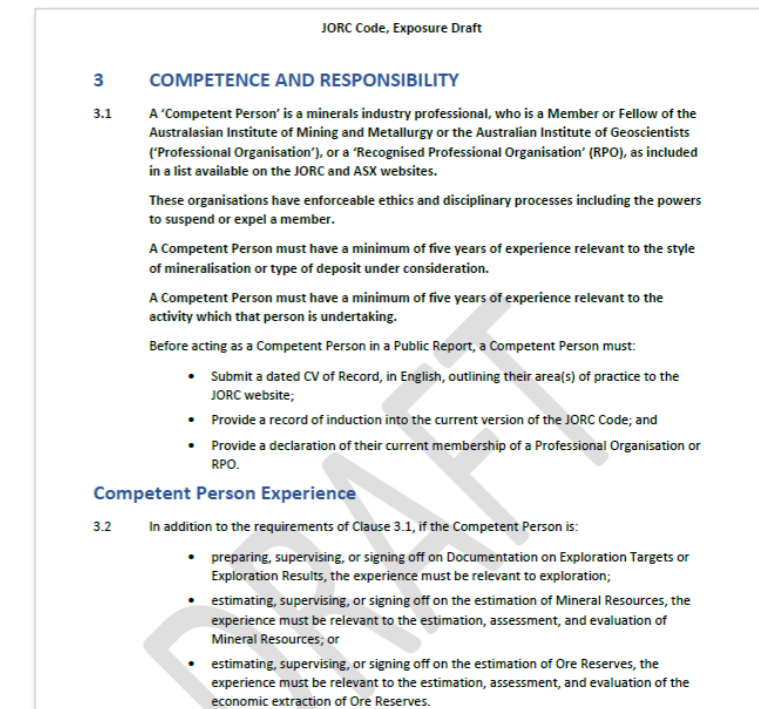 JORC Code, Exposure Draft
3 COMPETENCE AND RESPONSIBILITY
3.1 A ‘Competent Person’ is a minerals industry professional, who is a Member or Fellow of the
Australasian Institute of Mining and Metallurgy or the Australian Institute of Geoscientists
(‘Professional Organisation’), or a ‘Recognised Professional Organisation’ (RPO), as included
in a list available on the JORC and ASX websites.
These organisations have enforceable ethics and disciplinary processes including the powers
to suspend or expel a member.
A Competent Person must have a minimum of five years of experience relevant to the style
of mineralisation or type of deposit under consideration.
A Competent Person must have a minimum of five years of experience relevant to the
activity which that person is undertaking.
Before acting as a Competent Person in a Public Report, a Competent Person must:
• Submit a dated CV of Record, in English, outlining their area(s) of practice to the
JORC website;
• Provide a record of induction into the current version of the JORC Code; and
• Provide a declaration of their current membership of a Professional Organisation or
RPO.
Competent Person Experience
3.2 In addition to the requirements of Clause 3.1, if the Competent Person is:
• preparing, supervising, or signing off on Documentation on Exploration Targets or
Exploration Results, the experience must be relevant to exploration;
• estimating, supervising, or signing off on the estimation of Mineral Resources, the
experience must be relevant to the estimation, assessment, and evaluation of
Mineral Resources; or
• estimating, supervising, or signing off on the estimation of Ore Reserves, the
experience must be relevant to the estimation, assessment, and evaluation of the
economic extraction of Ore Reserves.
DRAFT